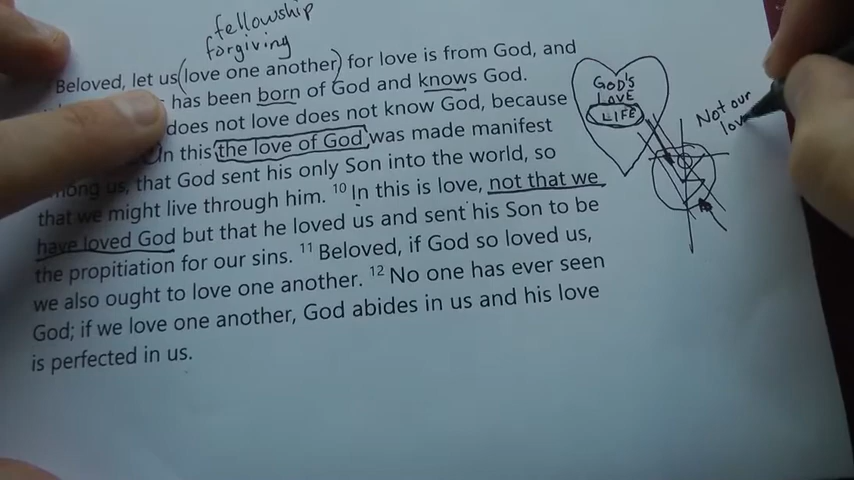 fellowship
forgiving
Beloved, let us (love one another) for love is from God, and
has been born of God and knows God.
does not love does not know God, because
In this the love of God was made manifest
among us, that God sent his only Son into the world, so
that we might live through him. 10 In this is love, not that we
have loved God but that he loved us and sent his Son to be
the propitiation for our sins. 11 Beloved, if God so loved us,
we also ought to love one another. 12 No one has ever seen
God; if we love one another, God abides in us and his love
is perfected in us.
GOD'S
LOVE
LIFE
Not our
lov